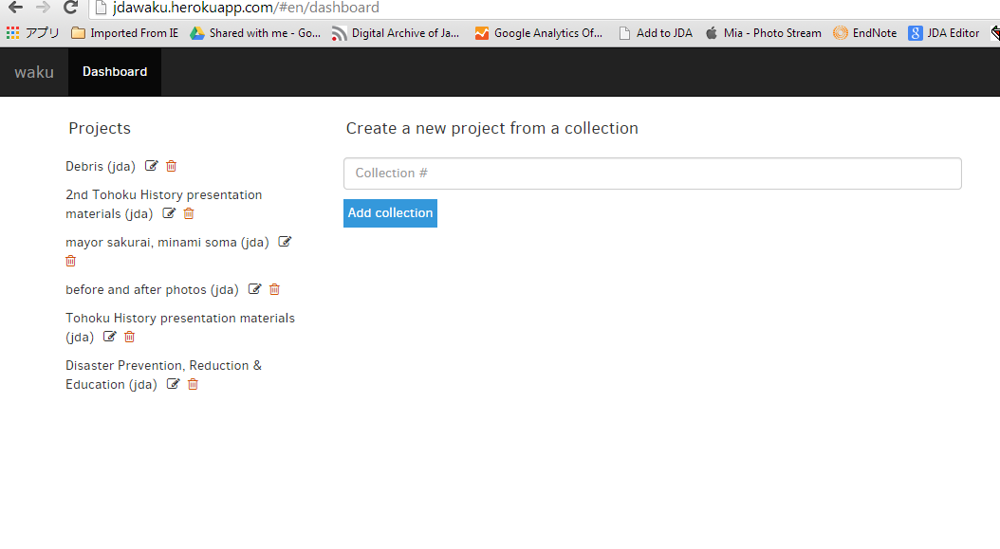 jdawaku.herokuapp.com/#en/dashboard
アプリ Imported From IE Shared with me - Go... Digital Archive of Ja... Google Analytics Of... Add to JDA Mia - Photo Stream EndNote JDA Editor
waku Dashboard
Projects
Debris (jda)
2nd Tohoku History presentation
materials (jda)
mayor sakurai, minami soma (jda)
before and after photos (jda)
Tohoku History presentation materials
(jda)
Disaster Prevention, Reduction &
Education (jda)
Create a new project from a collection
Collection #
Add collection